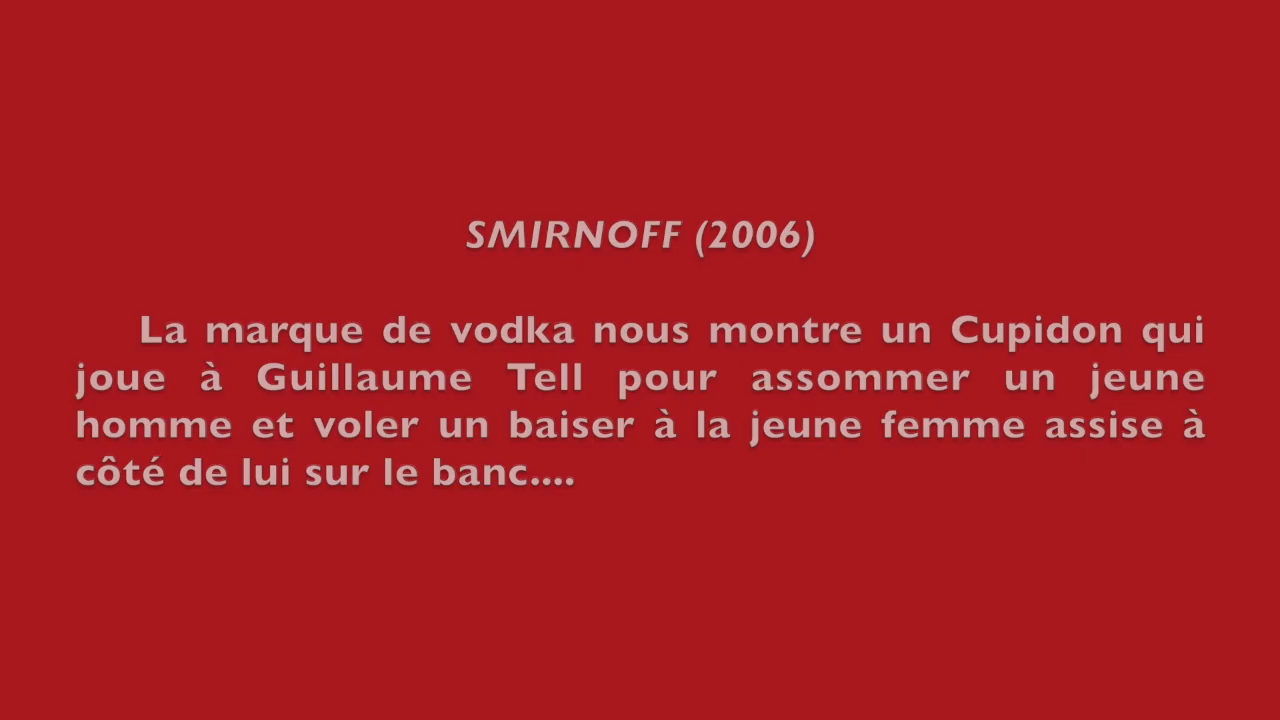 SMIRNOFF (2006)
La marque de vodka nous montre un Cupidon qui
joue à Guillaume Tell pour assommer un jeune
homme et voler un baiser à la jeune femme assise à
côté de lui sur le banc....